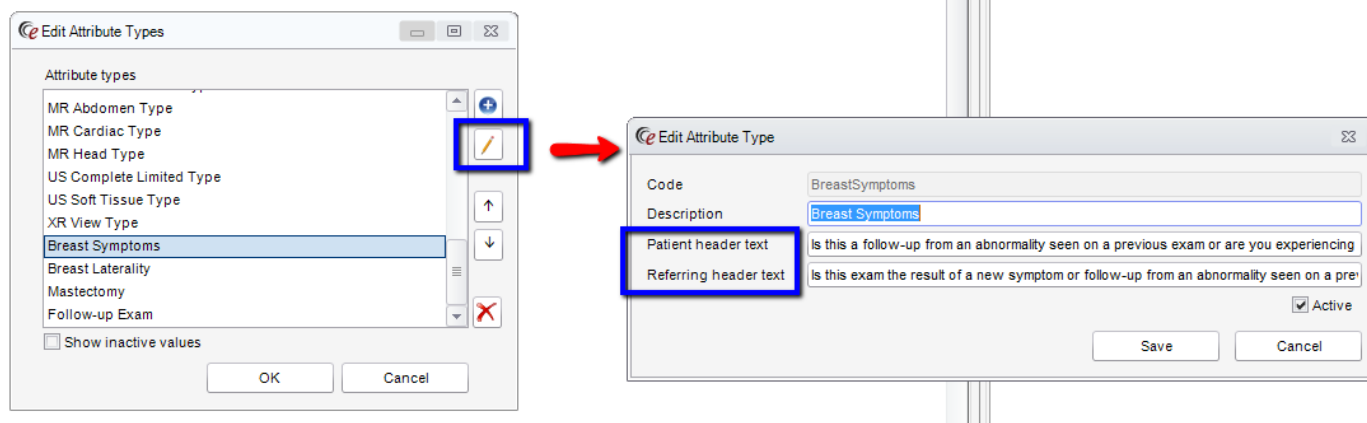 Edit Attribute Types
Attribute types
MR Abdomen Type
MR Cardiac Type
MR Head Type
US Complete Limited Type
US Soft Tissue Type
XR View Type
Breast Symptoms
Breast Laterality
Mastectomy
Follow-up Exam
Show inactive values
OK Cancel
Edit Attribute Type
Code BreastSymptoms
Description Breast Symptoms
Patient header text Is this a follow-up from an abnormality seen on a previous exam or are you experiencing
Referring header text Is this exam the result of a new symptom or follow-up from an abnormality seen on a
Active
Save Cancel